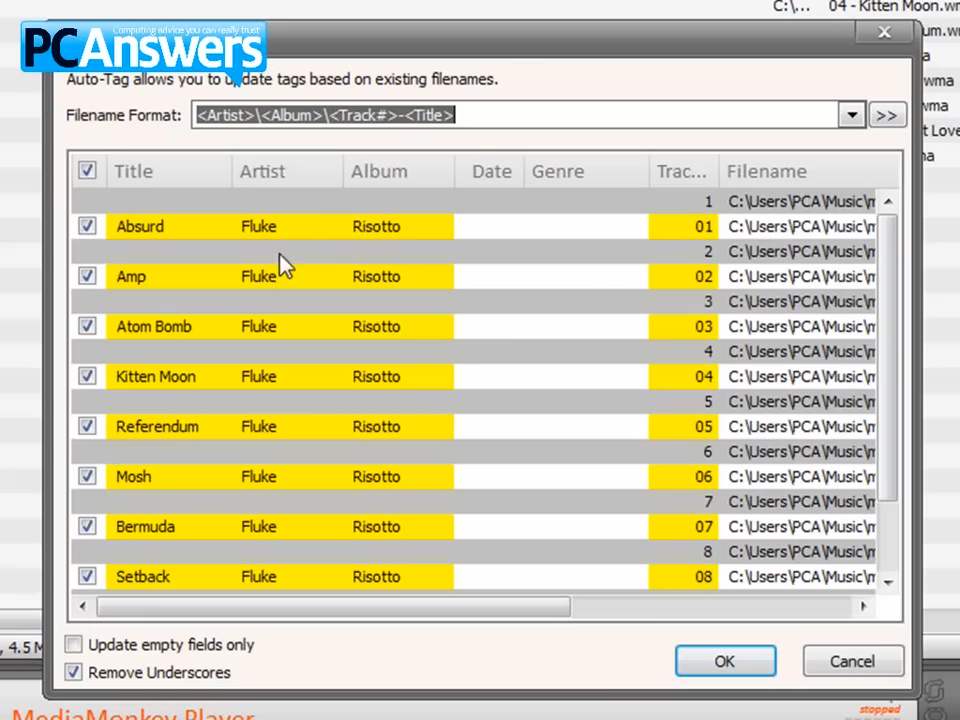 C:\... 04 - Kitten Moon.wm
Computing advice you can really trust
PCAnswers
um.wm
a
wma
wma
t Love
a
Auto-Tag allows you to update tags based on existing filenames.
Filename Format: <Artist>\<Album>\<Track#>-<Title> >>
Title Artist Album Date Genre Trac... Filename
1 C:\Users\PCA\Music\m
Absurd Fluke Risotto 01 C:\Users\PCA\Music\m
2 C:\Users\PCA\Music\m
Amp Fluke Risotto 02 C:\Users\PCA\Music\m
3 C:\Users\PCA\Music\m
Atom Bomb Fluke Risotto 03 C:\Users\PCA\Music\m
4 C:\Users\PCA\Music\m
Kitten Moon Fluke Risotto 04 C:\Users\PCA\Music\m
5 C:\Users\PCA\Music\m
Referendum Fluke Risotto 05 C:\Users\PCA\Music\m
6 C:\Users\PCA\Music\m
Mosh Fluke Risotto 06 C:\Users\PCA\Music\m
7 C:\Users\PCA\Music\m
Bermuda Fluke Risotto 07 C:\Users\PCA\Music\m
8 C:\Users\PCA\Music\m
Setback Fluke Risotto 08 C:\Users\PCA\Music\m
Update empty fields only
, 4.5 M
Remove Underscores
OK Cancel
MediaMonkey Player
stopped